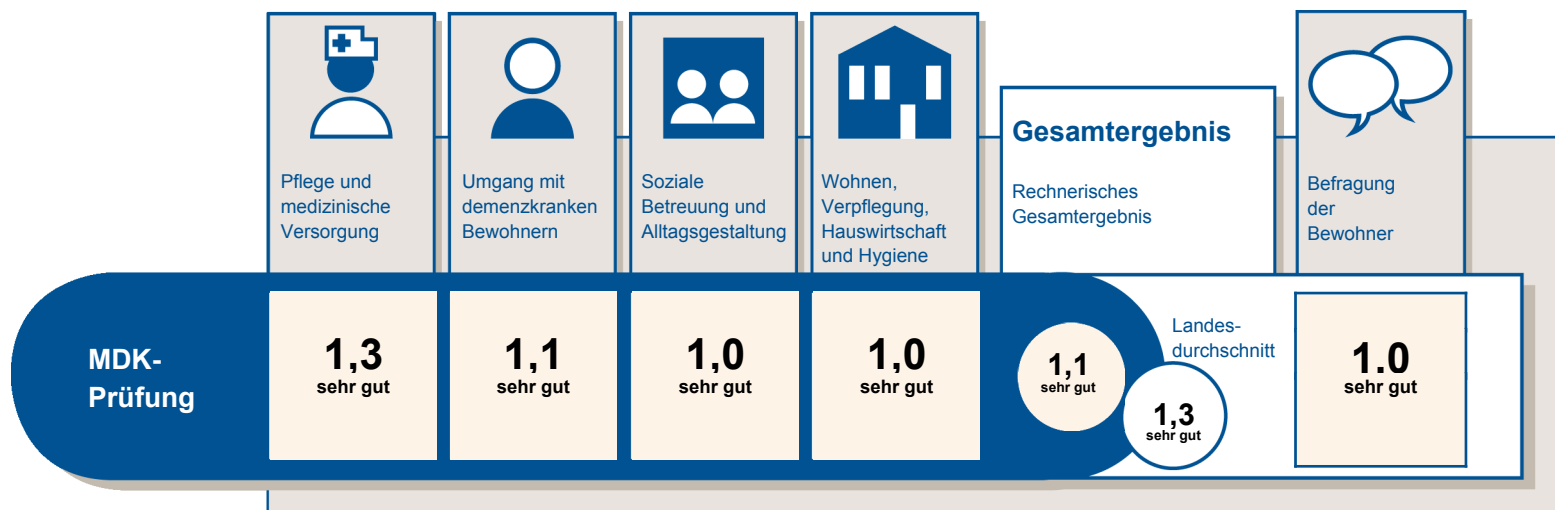 Pflege und
medizinische
Versorgung
Umgang mit
demenzkranken
Bewohnern
Soziale
Betreuung und
Alltagsgestaltung
Wohnen,
Verpflegung,
Hauswirtschaft
und Hygiene
Gesamtergebnis
Rechnerisches
Gesamtergebnis
Befragung
der
Bewohner
MDK-
Prüfung
1,3
sehr gut
1,1
sehr gut
1,0
sehr gut
1,0
sehr gut
1,1
sehr gut
Landes-
durchschnitt
1,3
sehr gut
1.0
sehr gut